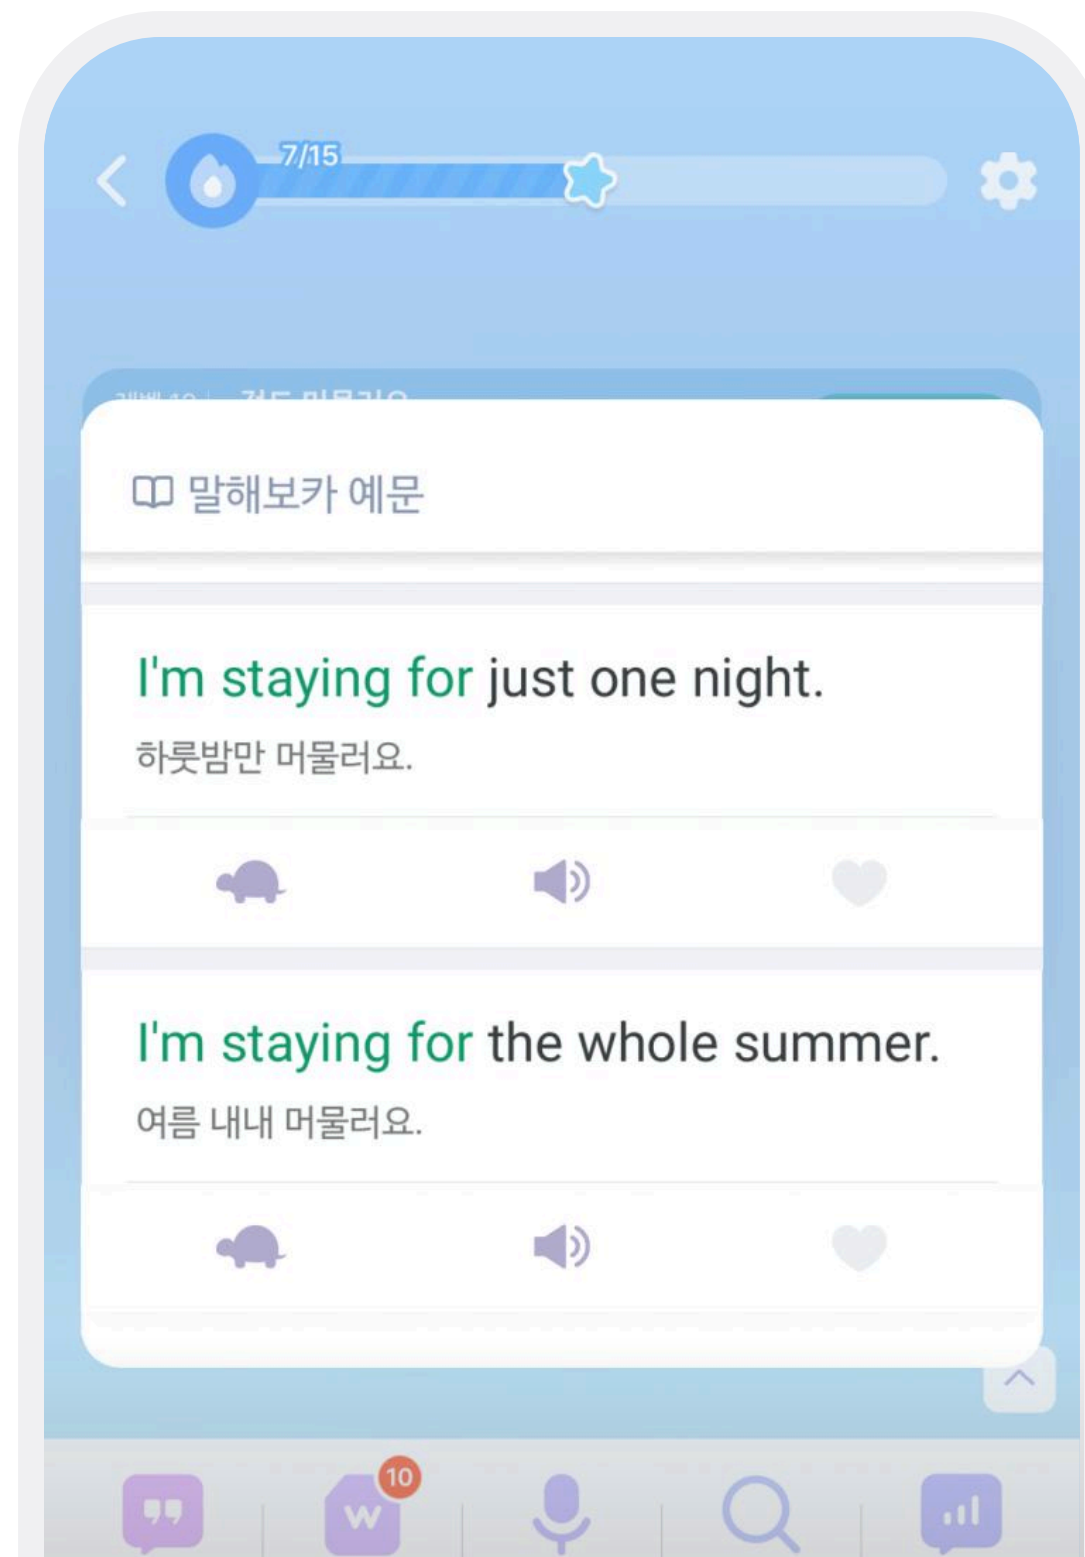 7/15
말해보카 예문
I'm staying for just one night.
하룻밤만 머물러요.
I'm staying for the whole summer.
여름 내내 머물러요.
10
W